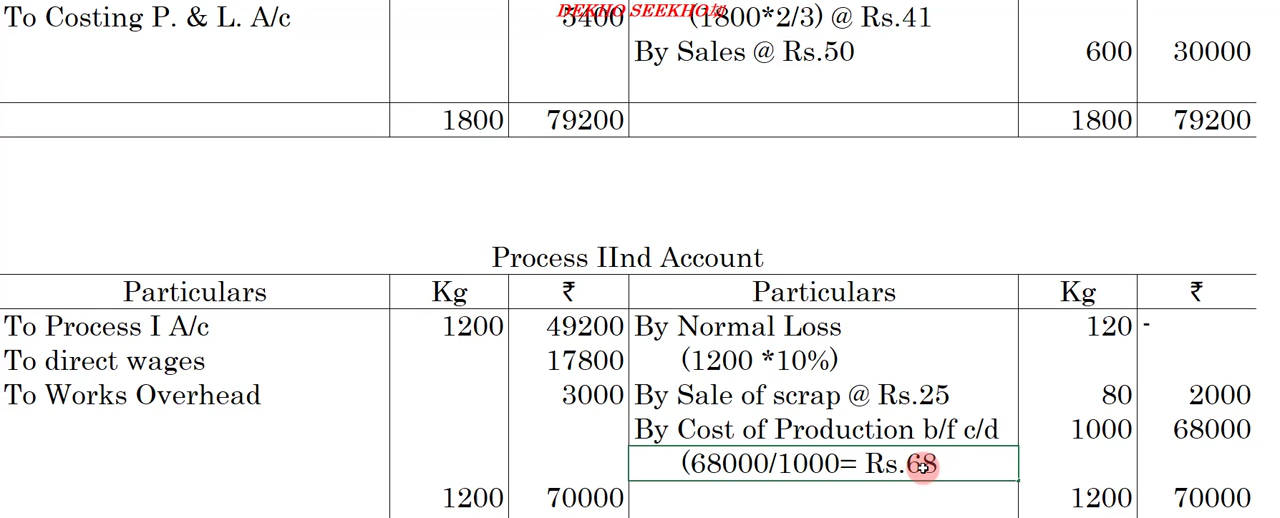 To Costing P. & L. A/c 5400 (1800*2/3) @ Rs.41
DEKHO SEEKHO
By Sales @ Rs.50 600 30000
1800 79200 1800 79200
Process IInd Account
Particulars Kg ₹ Particulars Kg ₹
To Process I A/c 1200 49200 By Normal Loss 120 -
To direct wages 17800 (1200 *10%)
To Works Overhead 3000 By Sale of scrap @ Rs.25 80 2000
By Cost of Production b/f c/d 1000 68000
(68000/1000= Rs.68
1200 70000 1200 70000